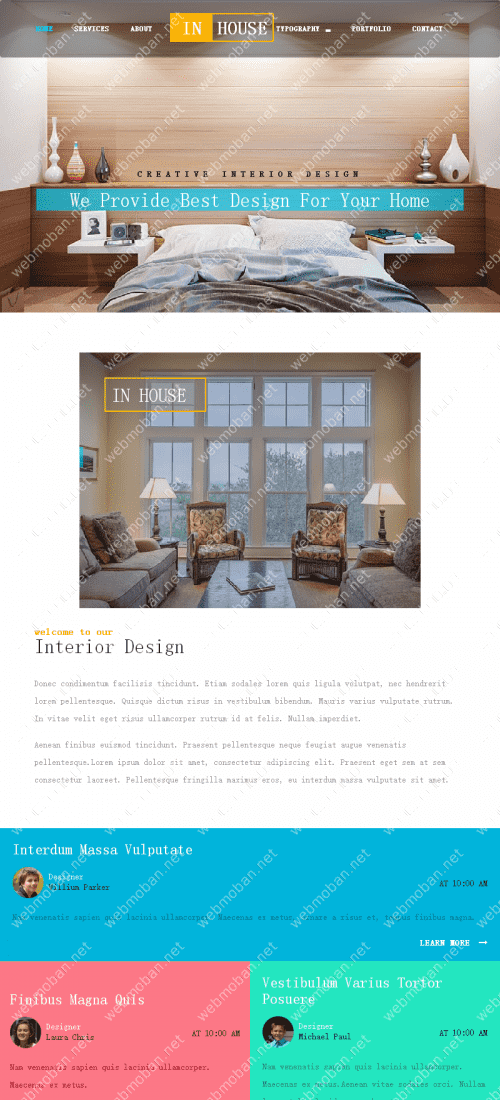 HOME SERVICES ABOUT IN HOUSE TYPOGRAPHY PORTFOLIO CONTACT
CREATIVE INTERIOR DESIGN
We Provide Best Design For Your Home
IN HOUSE
welcome to our
Interior Design
Donec condimentum facilisis tincidunt. Etiam sodales lorem quis ligula volutpat, nec hendrerit
lorem pellentesque. Quisque dictum risus in vestibulum bibendum. Mauris varius vulputate rutrum.
In vitae velit eget risus ullamcorper rutrum id at felis. Nullam imperdiet.
Aenean finibus euismod tincidunt. Praesent pellentesque neque feugiat augue venenatis
pellentesque.Lorem ipsum dolor sit amet, consectetur adipiscing elit. Praesent eget sem at sem
consectetur laoreet. Pellentesque fringilla maximus eros, eu interdum massa vulputate sit amet.
Interdum Massa Vulputate
Designer
Willium Parker
AT 10:00 AM
Nam venenatis sapien quis lacinia ullamcorper. Maecenas ex metus, ornare a risus et, tellus finibus magna.
LEARN MORE →
Finibus Magna Quis
Designer
Laura Chris
AT 10:00 AM
Nam venenatis sapien quis lacinia ullamcorper.
Maecenas ex metus.
Vestibulum Varius Tortor
Posuere
Designer
Michael Paul
AT 10:00 AM
Nam venenatis sapien quis lacinia ullamcorper.
Maecenas ex metus.Aenean vitae sodales orci. Nullam
webmoban.net